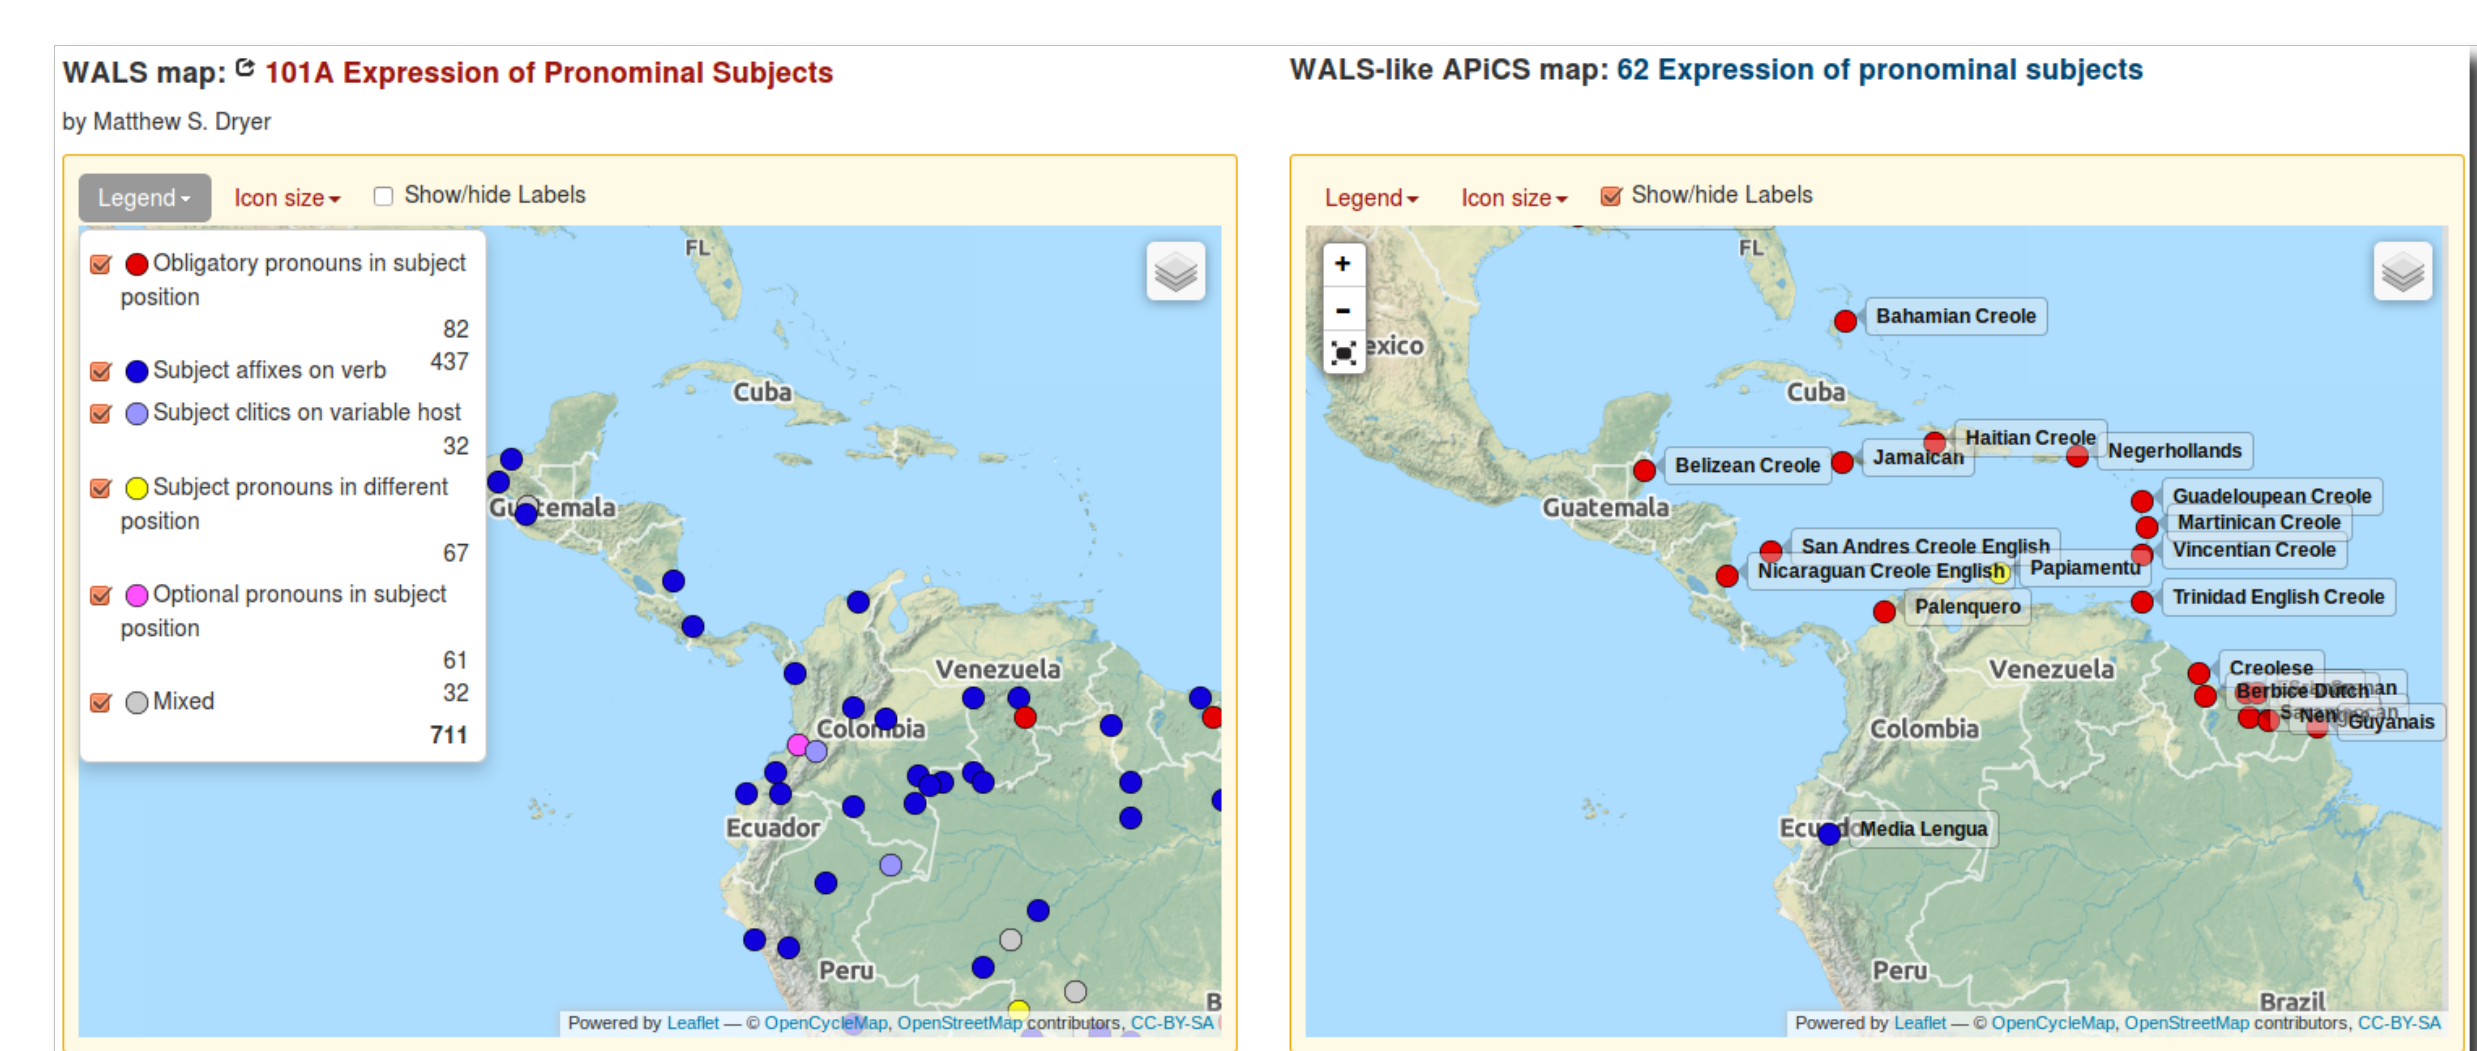 WALS map: 101A Expression of Pronominal Subjects
by Matthew S. Dryer
Legend
Icon size
Show/hide Labels
Obligatory pronouns in subject
position
82
Subject affixes on verb 437
Subject clitics on variable host
32
Subject pronouns in different
position
67
Optional pronouns in subject
position
61
Mixed 32
711
FL
Cuba
Guatemala
Venezuela
Colombia
Ecuador
Peru
B
Powered by Leaflet — © OpenCycleMap, OpenStreetMap contributors, CC-BY-SA
WALS-like APiCS map: 62 Expression of pronominal subjects
Legend
Icon size
Show/hide Labels
+
-
FL
Bahamian Creole
exico
Cuba
Haitian Creole
Negerhollands
Belizean Creole
Jamaican
Guadeloupean Creole
Guatemala
Martinican Creole
San Andres Creole English
Vincentian Creole
Nicaraguan Creole English
Papiamentu
Trinidad English Creole
Palenquero
Venezuela
Creolese
Berbice Dutch
Guyanais
Colombia
Media Lengua
Peru
Brazil
Powered by Leaflet — © OpenCycleMap, OpenStreetMap contributors, CC-BY-SA